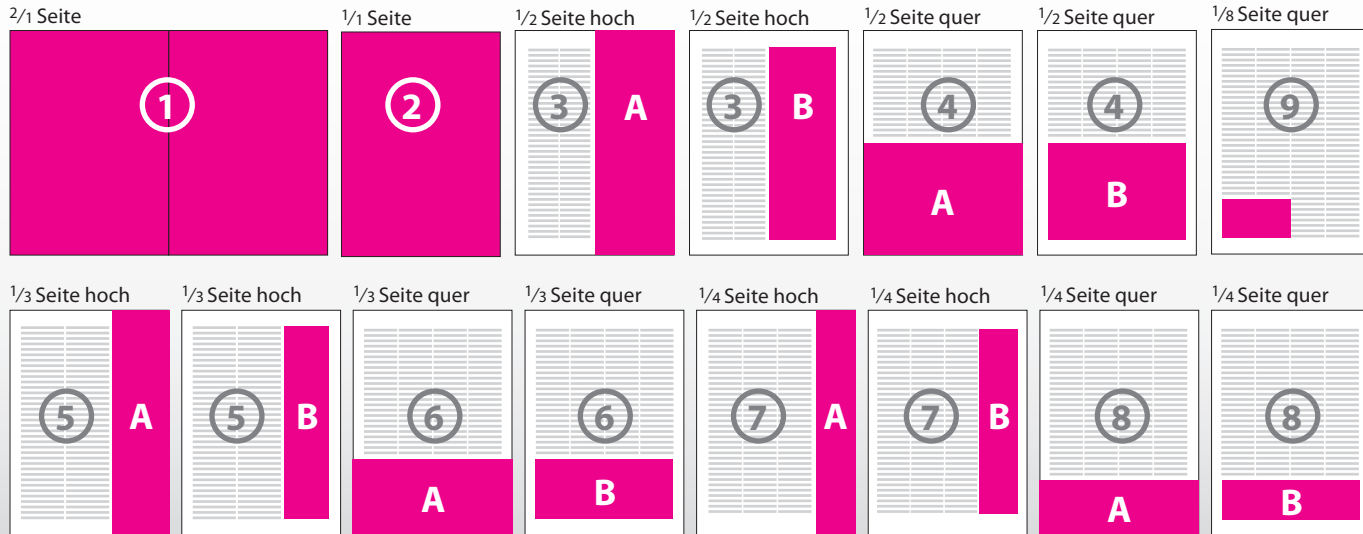 2/1 Seite
1/1 Seite
1/2 Seite hoch
1/2 Seite hoch
1/2 Seite quer
1/2 Seite quer
1/8 Seite quer
1
2
3
A
3
B
4
A
4
B
9
1/3 Seite hoch
1/3 Seite hoch
1/3 Seite quer
1/3 Seite quer
1/4 Seite hoch
1/4 Seite hoch
1/4 Seite quer
1/4 Seite quer
5
A
5
B
6
A
6
B
7
A
7
B
8
A
8
B